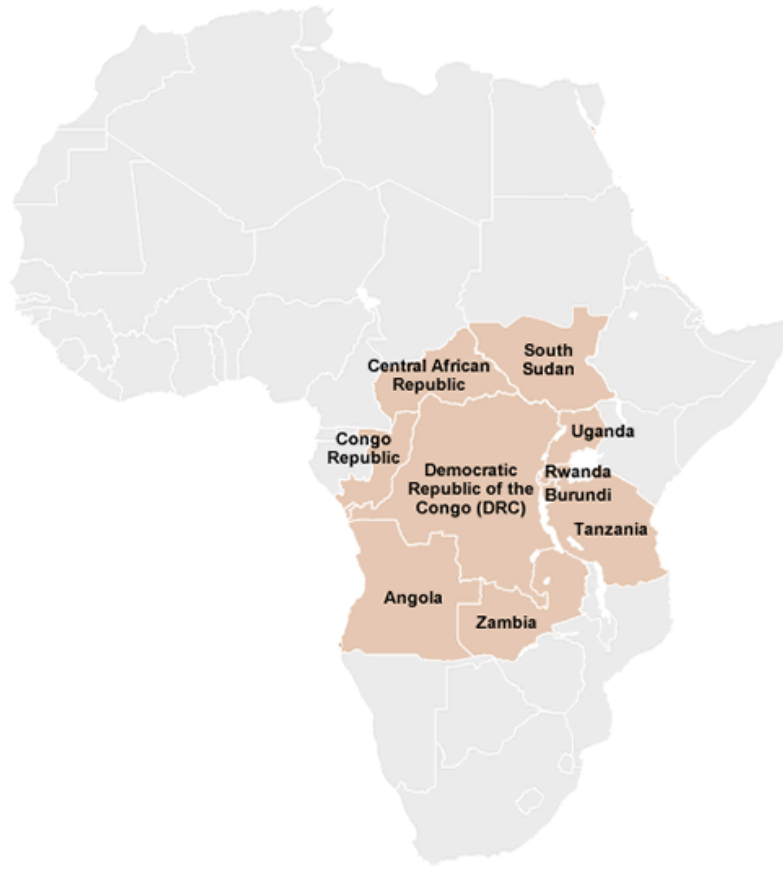 South
Sudan
Central African
Republic
Uganda
Congo
Republic
Democratic
Republic of the
Congo (DRC)
Rwanda
Burundi
Tanzania
Angola
Zambia